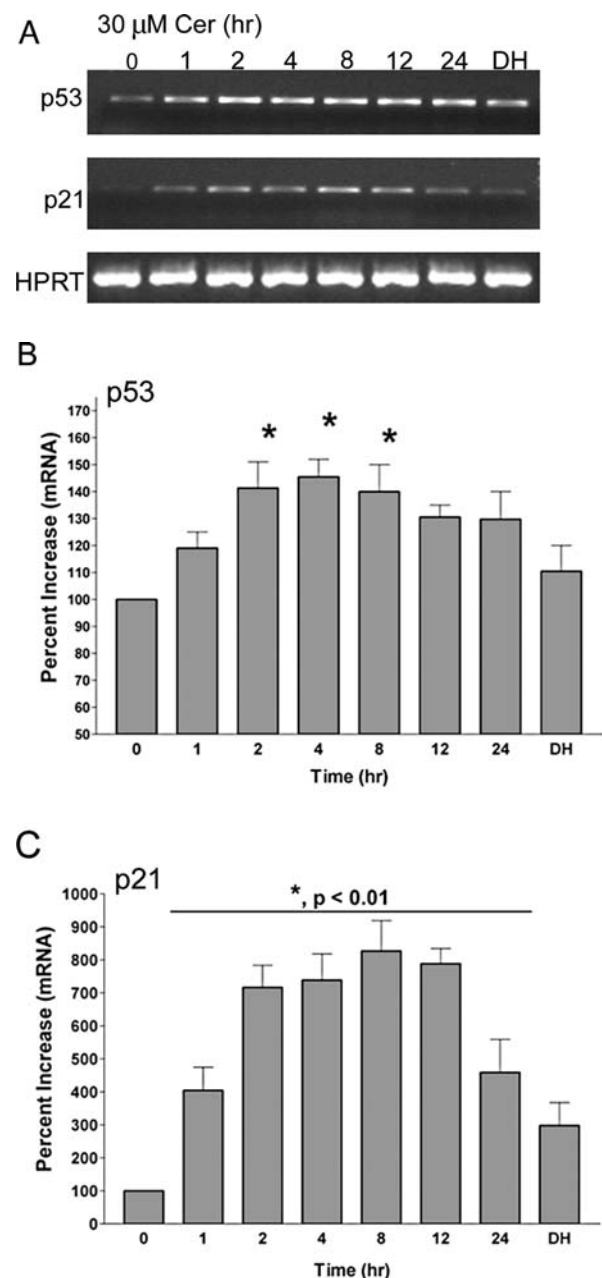 A
30 μM Cer (hr)
0 1 2 4 8 12 24 DH
p53
p21
HPRT
B
p53
Percent Increase (mRNA)
170
160
150
140
130
120
110
100
90
80
70
60
50
* * *
0 1 2 4 8 12 24 DH
Time (hr)
C
p21
Percent Increase (mRNA)
1000
900
800
700
600
500
400
300
200
100
0
*, p < 0.01
0 1 2 4 8 12 24 DH
Time (hr)